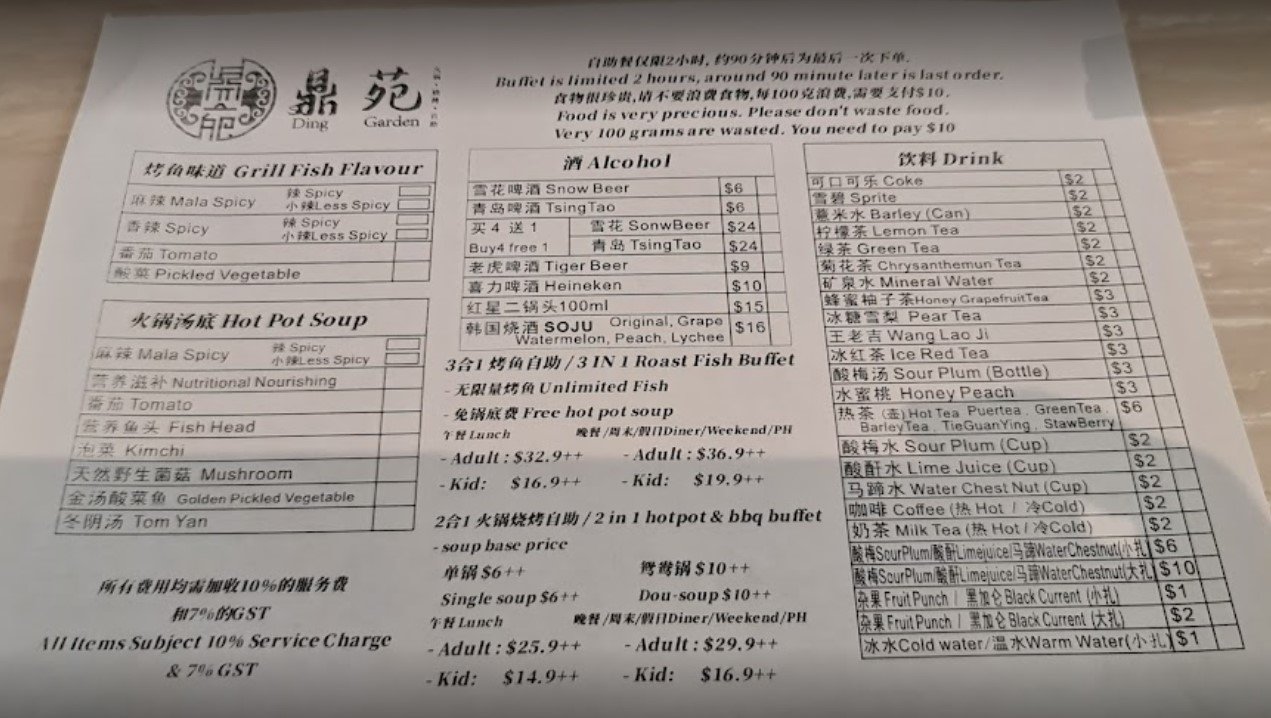 鼎 苑
Ding Garden
自助餐仅限2小时, 约90分钟后为最后一次下单.
Buffet is limited 2 hours, around 90 minute later is last order.
食物很珍贵,请不要浪费食物,每100克浪费,需要支付$10.
Food is very precious. Please don't waste food.
Very 100 grams are wasted. You need to pay $10
烤鱼味道 Grill Fish Flavour
麻辣 Mala Spicy
辣 Spicy
小辣Less Spicy
香辣 Spicy
辣 Spicy
小辣Less Spicy
番茄 Tomato
酸菜 Pickled Vegetable
火锅汤底 Hot Pot Soup
麻辣 Mala Spicy
辣 Spicy
小辣Less Spicy
营养滋补 Nutritional Nourishing
番茄 Tomato
营养鱼头 Fish Head
泡菜 Kimchi
天然野生菌菇 Mushroom
金汤酸菜鱼 Golden Pickled Vegetable
冬阴汤 Tom Yan
所有费用均需加收10%的服务费
和7%的GST
All Items Subject 10% Service Charge
& 7% GST
酒 Alcohol
雪花啤酒 Snow Beer $6
青岛啤酒 TsingTao $6
买 4 送 1 雪花 SonwBeer $24
Buy4 free 1 青岛 TsingTao $24
老虎啤酒 Tiger Beer $9
喜力啤酒 Heineken $10
红星二锅头100ml $15
韩国烧酒 SOJU Original, Grape $16
Watermelon, Peach, Lychee
3合1 烤鱼自助 / 3 IN 1 Roast Fish Buffet
- 无限量烤鱼 Unlimited Fish
- 免锅底费 Free hot pot soup
午餐 Lunch 晚餐 /周末/假日Diner/Weekend/PH
- Adult : $32.9++ - Adult : $36.9++
- Kid: $16.9++ - Kid: $19.9++
2合1 火锅烧烤自助 / 2 in 1 hotpot & bbq buffet
- soup base price
单锅 $6++ 鸳鸯锅 $10++
Single soup $6++ Dou-soup $10++
午餐 Lunch 晚餐 /周末/假日Diner/Weekend/PH
- Adult : $25.9++ - Adult : $29.9++
- Kid: $14.9++ - Kid: $16.9++
饮料 Drink
可口可乐 Coke $2
雪碧 Sprite $2
薏米水 Barley (Can) $2
柠檬茶 Lemon Tea $2
绿茶 Green Tea $2
菊花茶 Chrysanthemun Tea $2
矿泉水 Mineral Water $2
蜂蜜柚子茶Honey GrapefruitTea $3
冰糖雪梨 Pear Tea $3
王老吉 Wang Lao Ji $3
冰红茶 Ice Red Tea $3
酸梅汤 Sour Plum (Bottle) $3
水蜜桃 Honey Peach $3
热茶 (壶) Hot Tea Puertea , GreenTea , $6
BarleyTea , TieGuanYing , StawBerry
酸梅水 Sour Plum (Cup) $2
酸酐水 Lime Juice (Cup) $2
马蹄水 Water Chest Nut (Cup) $2
咖啡 Coffee (热 Hot / 冷Cold) $2
奶茶 Milk Tea (热 Hot / 冷Cold) $2
酸梅SourPlum/酸酐Limejuice/马蹄WaterChestnut(小扎) $6
酸梅SourPlum/酸酐Limejuice/马蹄WaterChestnut(大扎) $10
杂果 Fruit Punch / 黑加仑 Black Current (小扎) $1
杂果 Fruit Punch / 黑加仑 Black Current (大扎) $2
冰水Cold water/温水Warm Water(小扎) $1